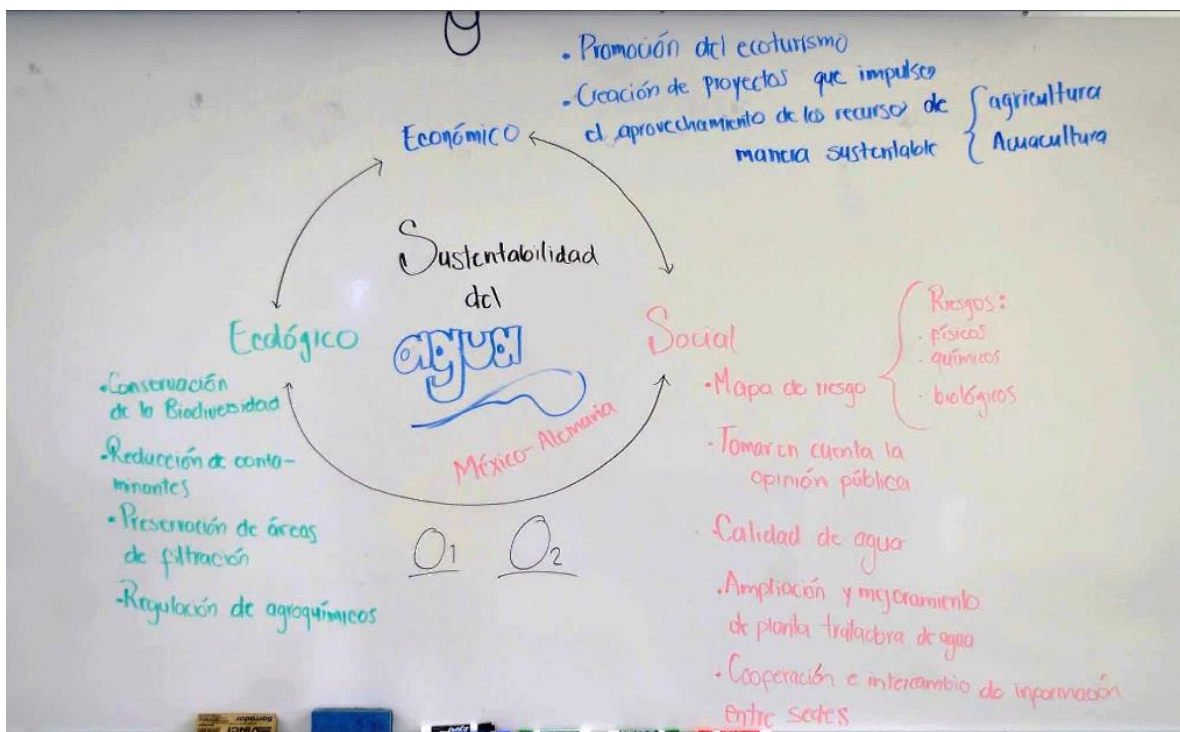 • Promoción del ecoturismo
• Creación de proyectos que impulsen
el aprovechamiento de los recursos de
manera sustentable
agricultura
Acuacultura
Económico
Sustentabilidad
del
agua
México-Alemania
Ecológico
• Conservación
de la Biodiversidad
• Reducción de conta-
minantes
• Preservación de áreas
de filtración
• Regulación de agroquímicos
Social
• Mapa de riesgo
Riesgos:
• físicos
• químicos
• biológicos
• Tomar en cuenta la
opinión pública
• Calidad de agua
• Ampliación y mejoramiento
de planta tratadora de agua
• Cooperación e intercambio de información
entre sedes
O1 O2
Borrador